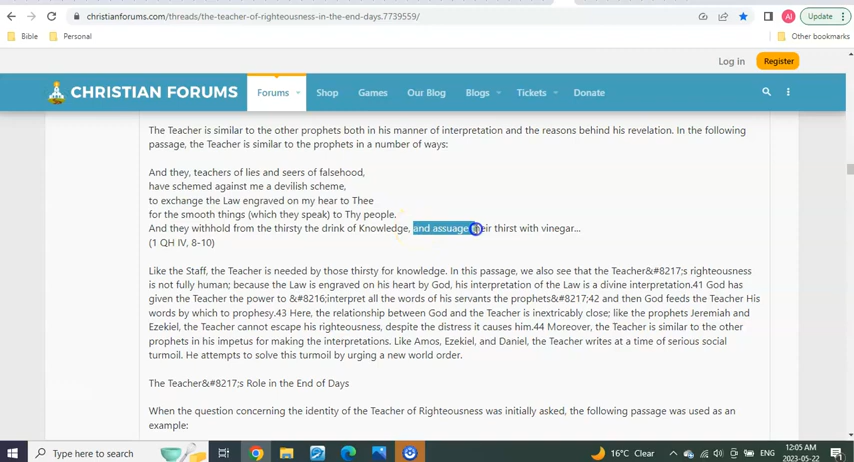 christianforums.com/threads/the-teacher-of-righteousness-in-the-end-days.7739559/
AI
Update
Bible
Personal
Other bookmarks
Log in
Register
CHRISTIAN FORUMS
Forums
Shop
Games
Our Blog
Blogs
Tickets
Donate
The Teacher is similar to the other prophets both in his manner of interpretation and the reasons behind his revelation. In the following
passage, the Teacher is similar to the prophets in a number of ways:
And they, teachers of lies and seers of falsehood,
have schemed against me a devilish scheme,
to exchange the Law engraved on my hear to Thee
for the smooth things (which they speak) to Thy people.
And they withhold from the thirsty the drink of Knowledge, and assuage their thirst with vinegar...
(1 QH IV, 8-10)
Like the Staff, the Teacher is needed by those thirsty for knowledge. In this passage, we also see that the Teacher&#8217;s righteousness
is not fully human; because the Law is engraved on his heart by God, his interpretation of the Law is a divine interpretation.41 God has
given the Teacher the power to &#8216;interpret all the words of his servants the prophets&#8217;42 and then God feeds the Teacher His
words by which to prophesy.43 Here, the relationship between God and the Teacher is inextricably close; like the prophets Jeremiah and
Ezekiel, the Teacher cannot escape his righteousness, despite the distress it causes him.44 Moreover, the Teacher is similar to the other
prophets in his impetus for making the interpretations. Like Amos, Ezekiel, and Daniel, the Teacher writes at a time of serious social
turmoil. He attempts to solve this turmoil by urging a new world order.
The Teacher&#8217;s Role in the End of Days
When the question concerning the identity of the Teacher of Righteousness was initially asked, the following passage was used as an
example:
Type here to search
16°C Clear
ENG
12:05 AM
2023-05-22